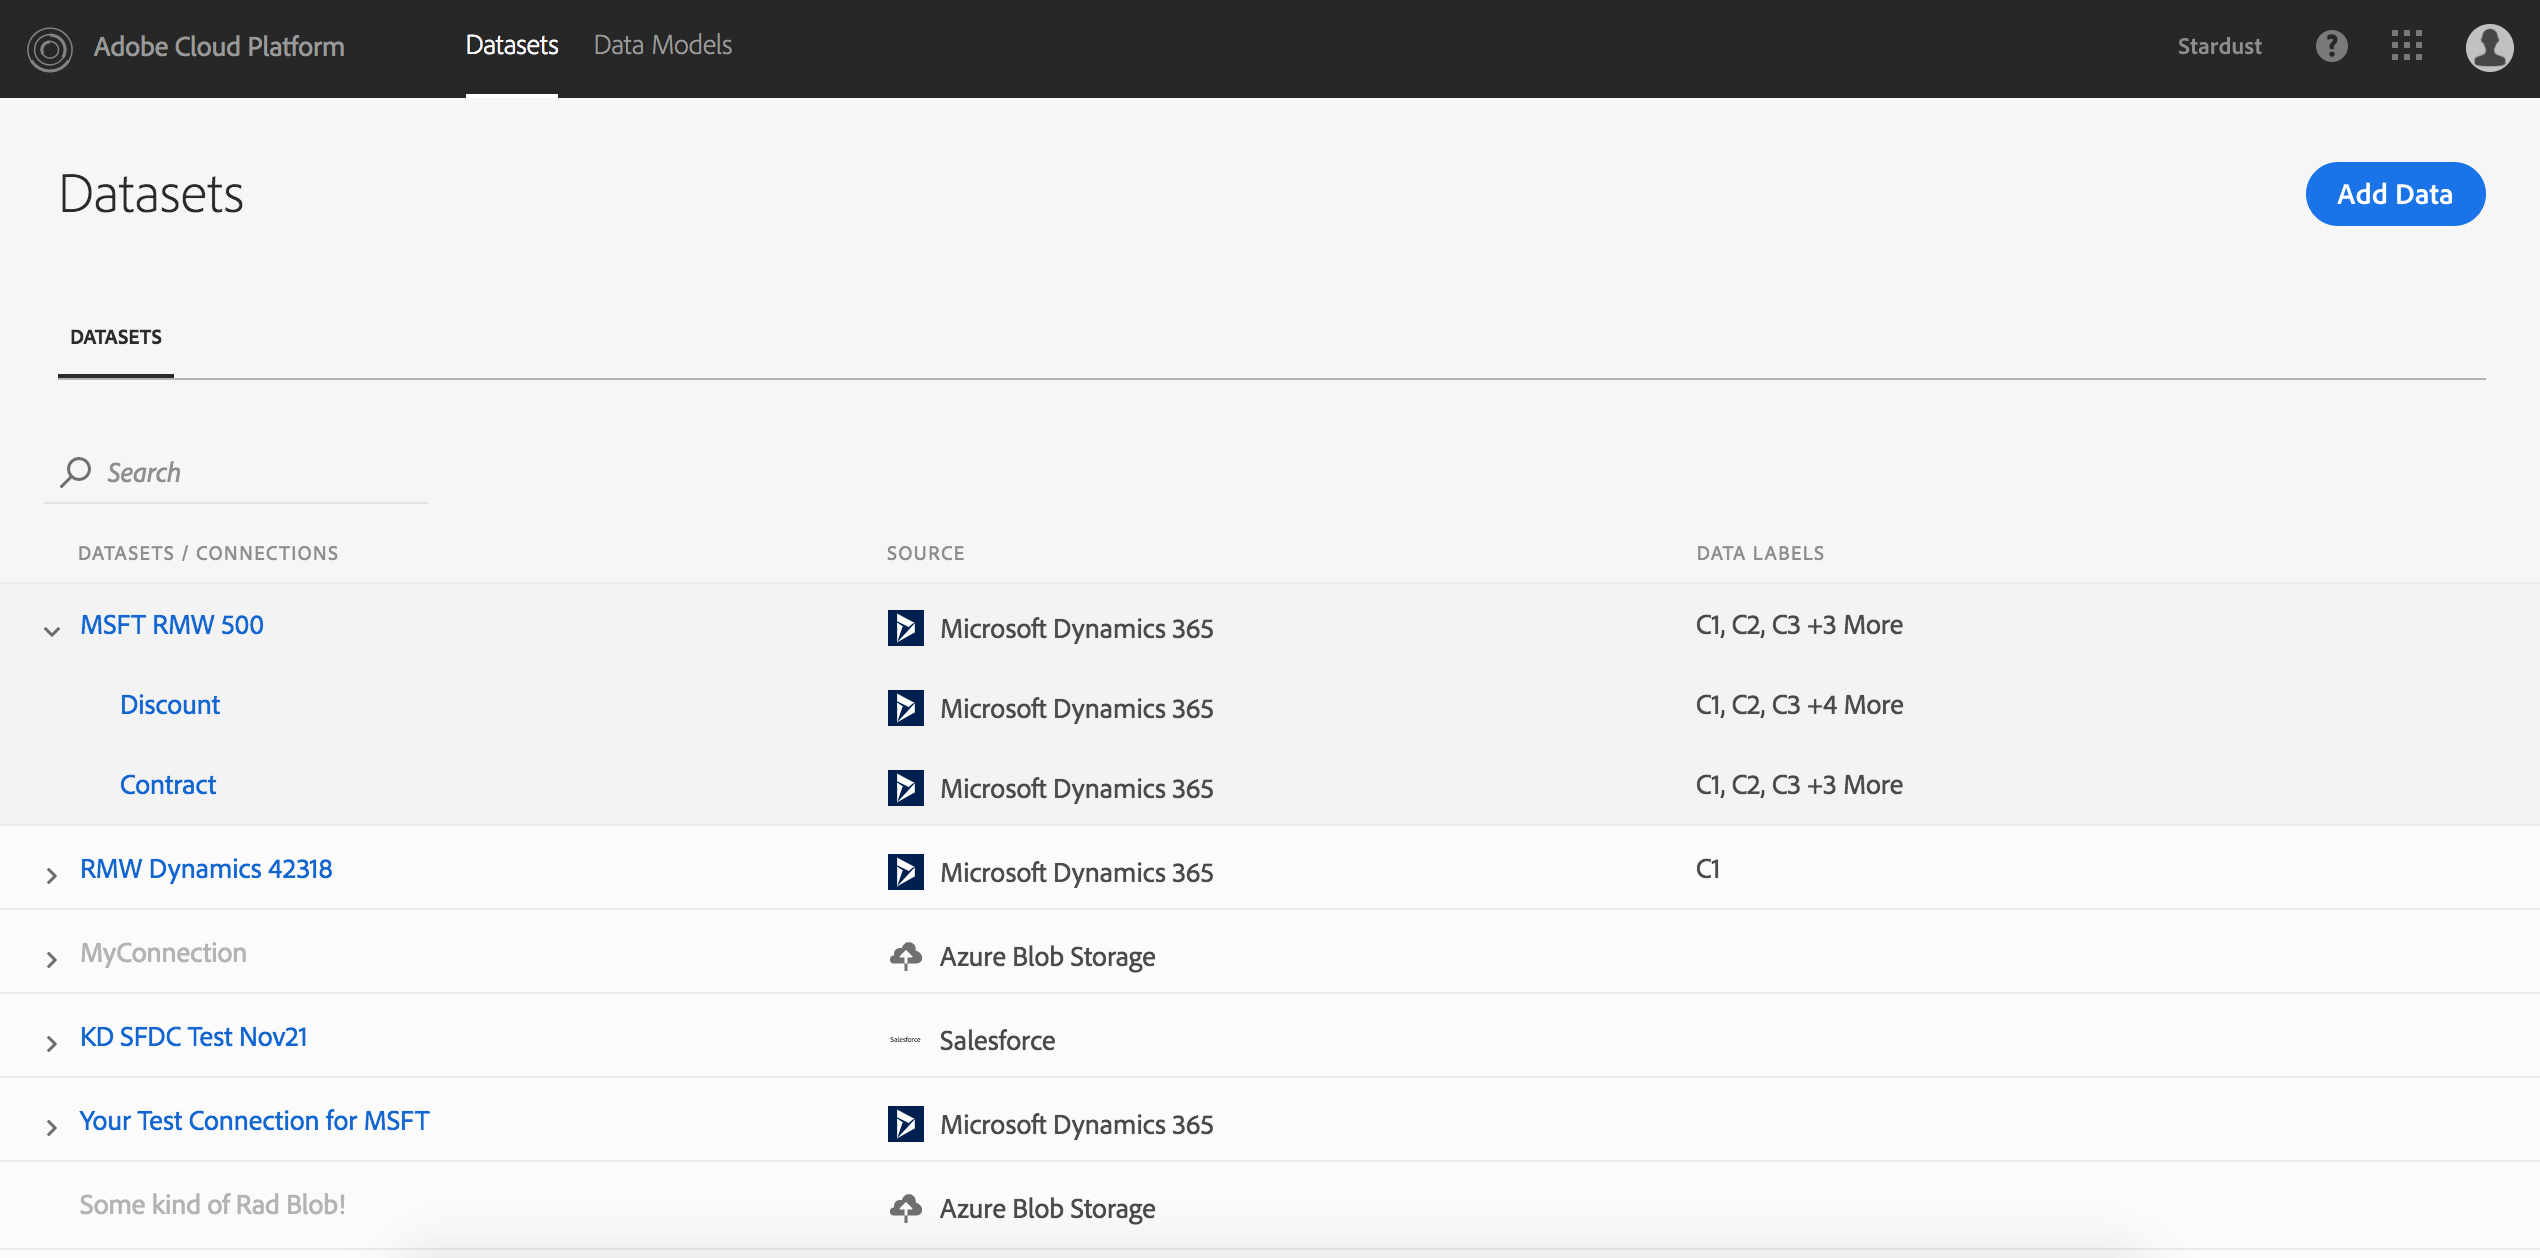 Adobe Cloud Platform Datasets Data Models Stardust
Datasets Add Data
DATASETS
Search
DATASETS / CONNECTIONS SOURCE DATA LABELS
MSFT RMW 500 Microsoft Dynamics 365 C1, C2, C3 +3 More
Discount Microsoft Dynamics 365 C1, C2, C3 +4 More
Contract Microsoft Dynamics 365 C1, C2, C3 +3 More
RMW Dynamics 42318 Microsoft Dynamics 365 C1
MyConnection Azure Blob Storage
KD SFDC Test Nov21 Salesforce Salesforce
Your Test Connection for MSFT Microsoft Dynamics 365
Some kind of Rad Blob! Azure Blob Storage